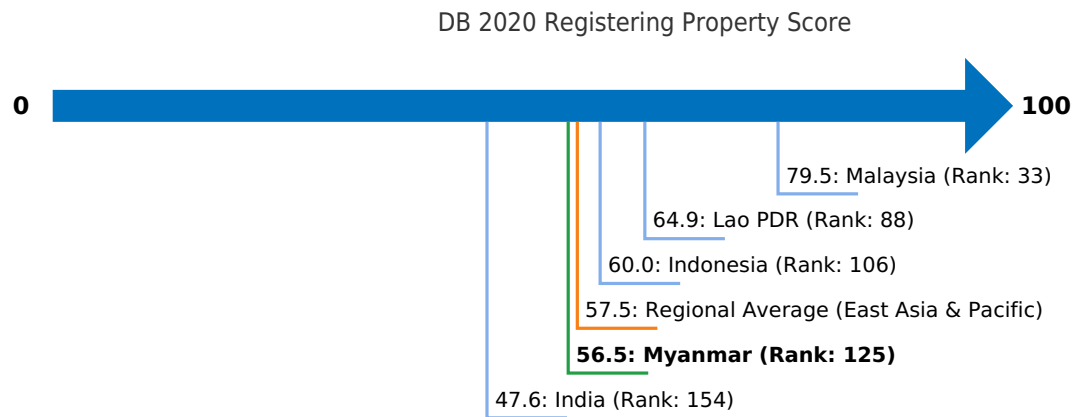 DB 2020 Registering Property Score
0
100
79.5: Malaysia (Rank: 33)
64.9: Lao PDR (Rank: 88)
60.0: Indonesia (Rank: 106)
57.5: Regional Average (East Asia & Pacific)
56.5: Myanmar (Rank: 125)
47.6: India (Rank: 154)